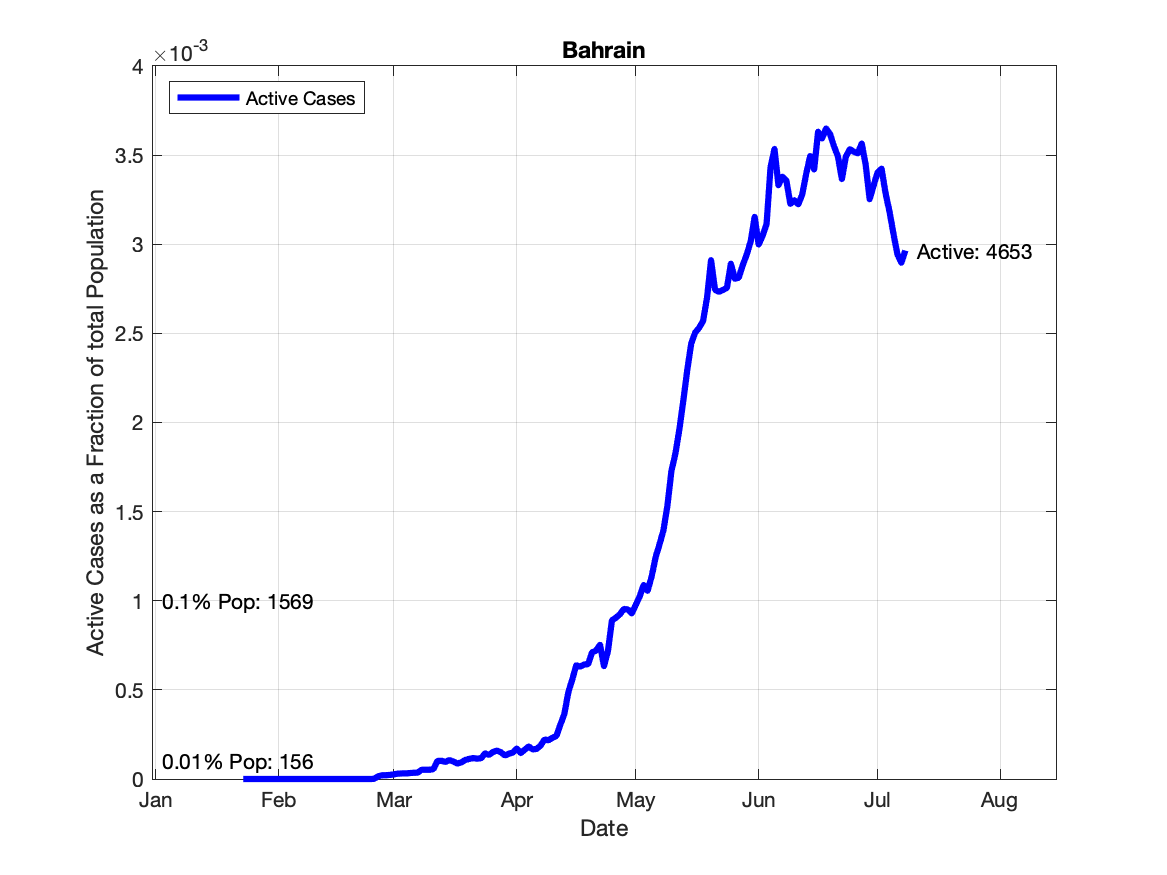 Bahrain
×10-3
Active Cases
4
3.5
3
2.5
2
1.5
1
0.5
0
Active Cases as a Fraction of total Population
Active: 4653
0.1% Pop: 1569
0.01% Pop: 156
Jan Feb Mar Apr May Jun Jul Aug
Date